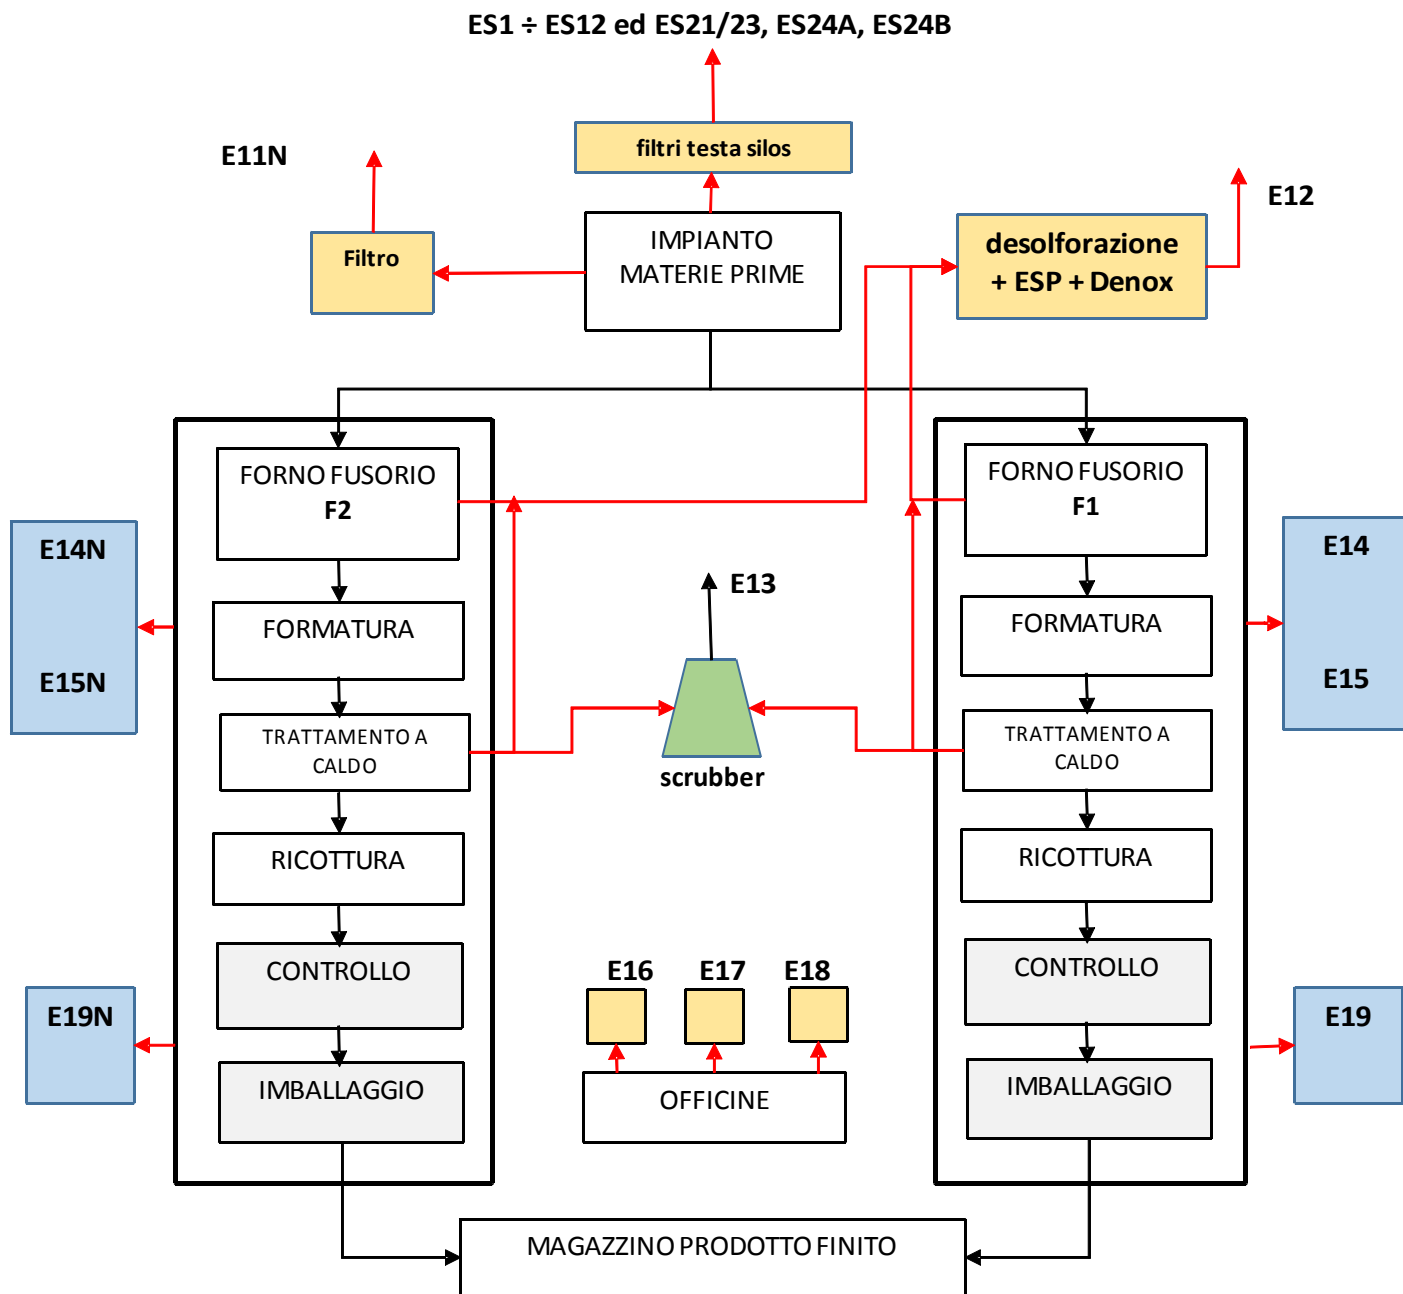 ES1 ÷ ES12 ed ES21/23, ES24A, ES24B
E11N
filtri testa silos
E12
Filtro
IMPIANTO
MATERIE PRIME
desolforazione
+ ESP + Denox
FORNO FUSORIO
F2
FORNO FUSORIO
F1
E14N
E15N
E14
E15
E13
FORMATURA
FORMATURA
TRATTAMENTO A
CALDO
scrubber
TRATTAMENTO A
CALDO
RICOTTURA
RICOTTURA
CONTROLLO
E16
E17
E18
CONTROLLO
E19N
E19
IMBALLAGGIO
OFFICINE
IMBALLAGGIO
MAGAZZINO PRODOTTO FINITO